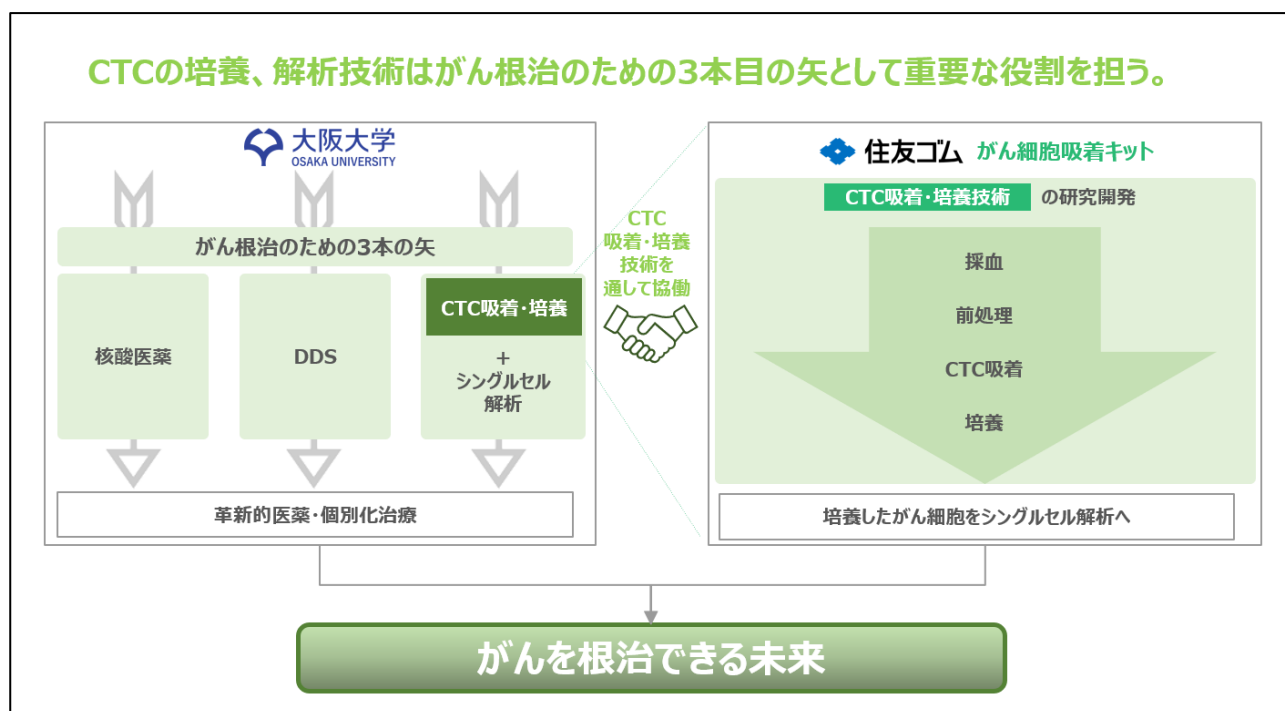 CTCの培養、解析技術はがん根治のための3本目の矢として重要な役割を担う。
大阪大学
OSAKA UNIVERSITY
がん根治のための3本の矢
核酸医薬
DDS
CTC吸着・培養
+
シングルセル
解析
革新的医薬・個別化治療
CTC
吸着・培養
技術を
通して協働
住友ゴム がん細胞吸着キット
CTC吸着・培養技術 の研究開発
採血
前処理
CTC吸着
培養
培養したがん細胞をシングルセル解析へ
がんを根治できる未来